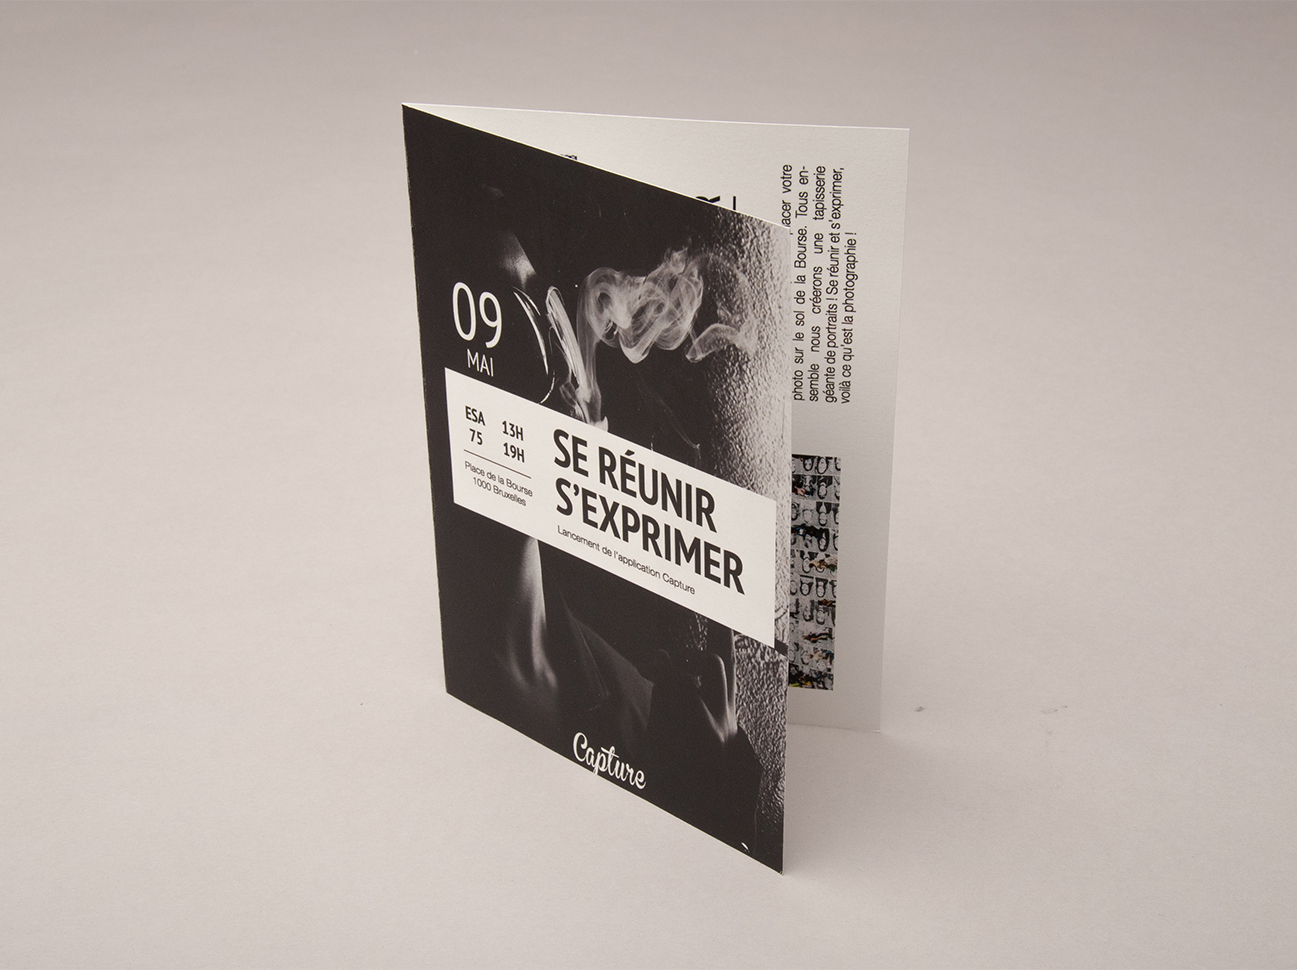 09
MAI
ESA 13H
75 19H
Place de la Bourse
1000 Bruxelles
SE RÉUNIR
S'EXPRIMER
Lancement de l'application Capture
Capture
votre
photo sur le sol de la Bourse. Tous en-
semble nous créerons une tapisserie
géante de portraits ! Se réunir et s'exprimer,
voilà ce qu'est la photographie !